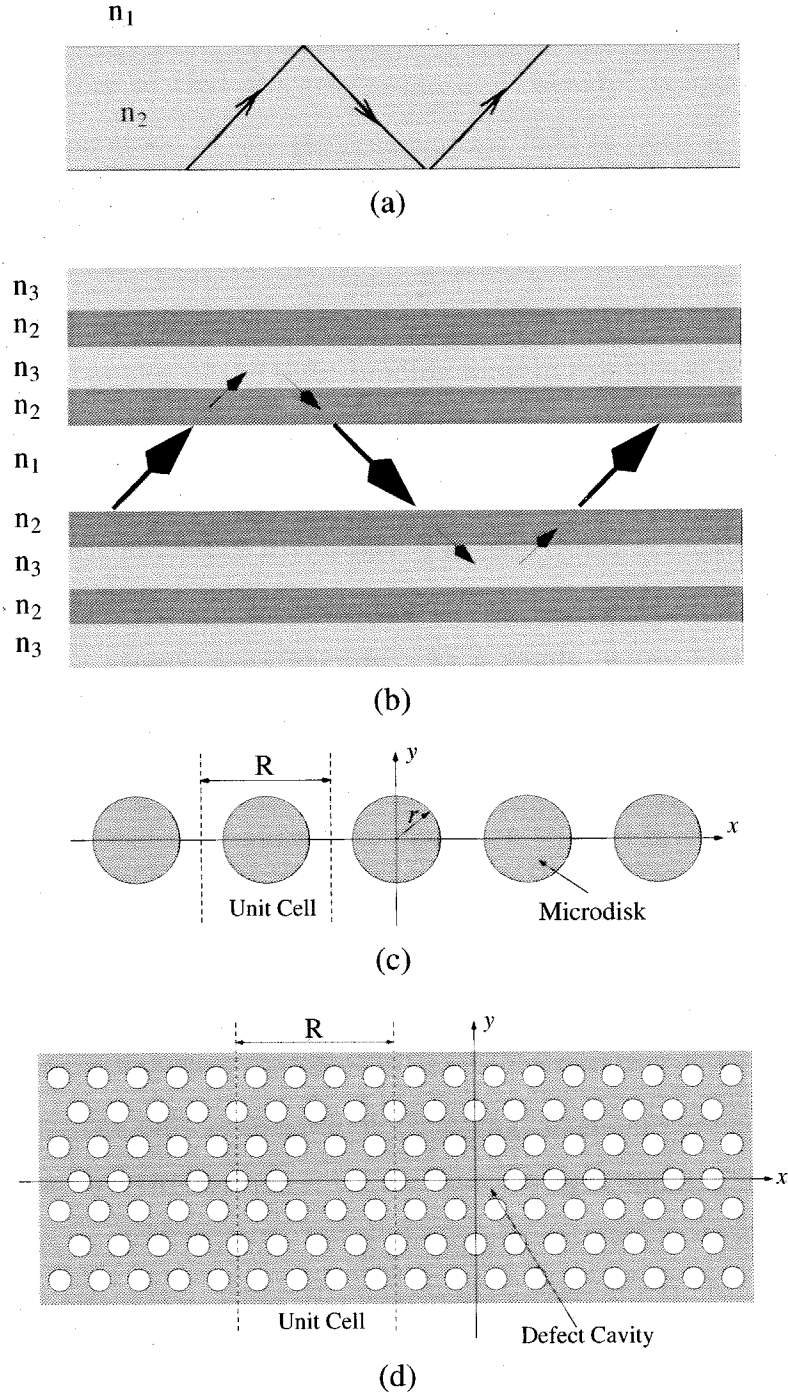 n1
n2
(a)
n3
n2
n3
n2
n1
n2
n3
n2
n3
(b)
R
y
r
x
Unit Cell
Microdisk
(c)
R
y
x
Unit Cell
Defect Cavity
(d)